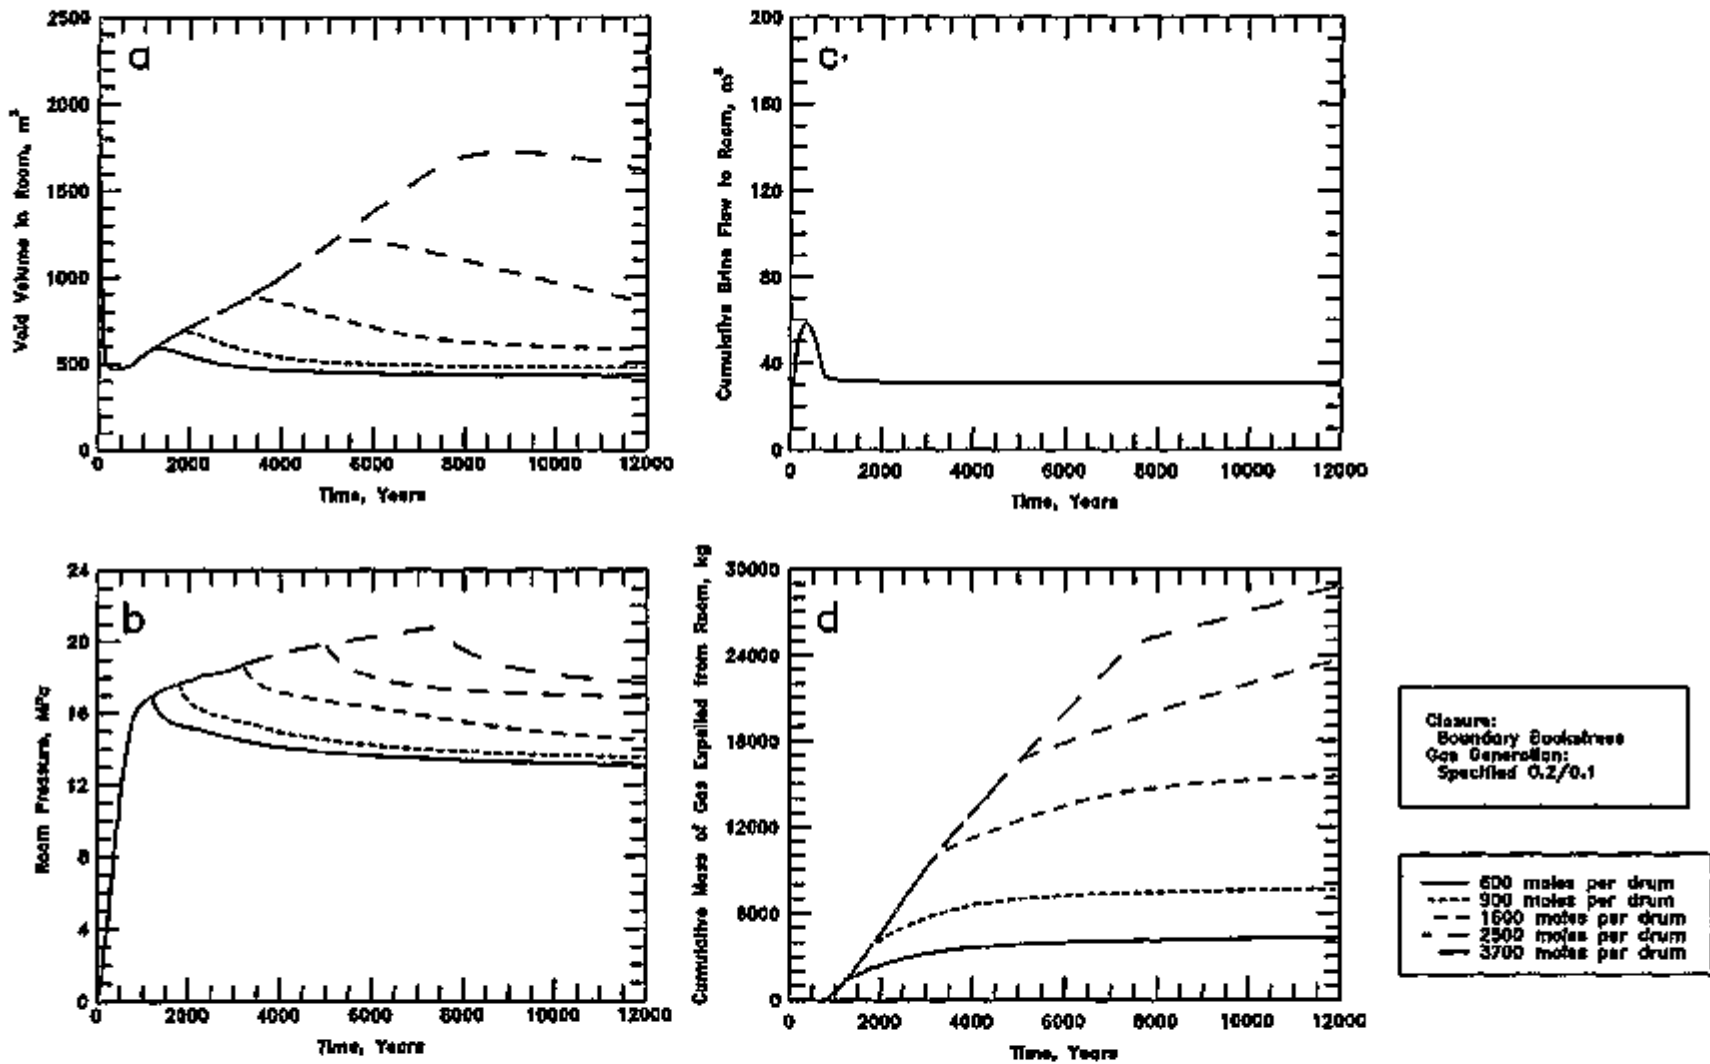 a
2500
2000
1500
1000
500
0
Void Volume in Room, m³
0 2000 4000 6000 8000 10000 12000
Time, Years
c
200
160
120
80
40
0
Cumulative Brine Flow to Room, m³
0 2000 4000 6000 8000 10000 12000
Time, Years
b
24
20
16
12
8
4
0
Room Pressure, MPa
0 2000 4000 6000 8000 10000 12000
Time, Years
d
30000
24000
18000
12000
6000
0
Cumulative Mass of Gas Expelled from Room, kg
0 2000 4000 6000 8000 10000 12000
Time, Years
Closure:
Boundary Backstress
Gas Generation:
Specified 0.2/0.1
600 moles per drum
900 moles per drum
1600 moles per drum
2500 moles per drum
3700 moles per drum